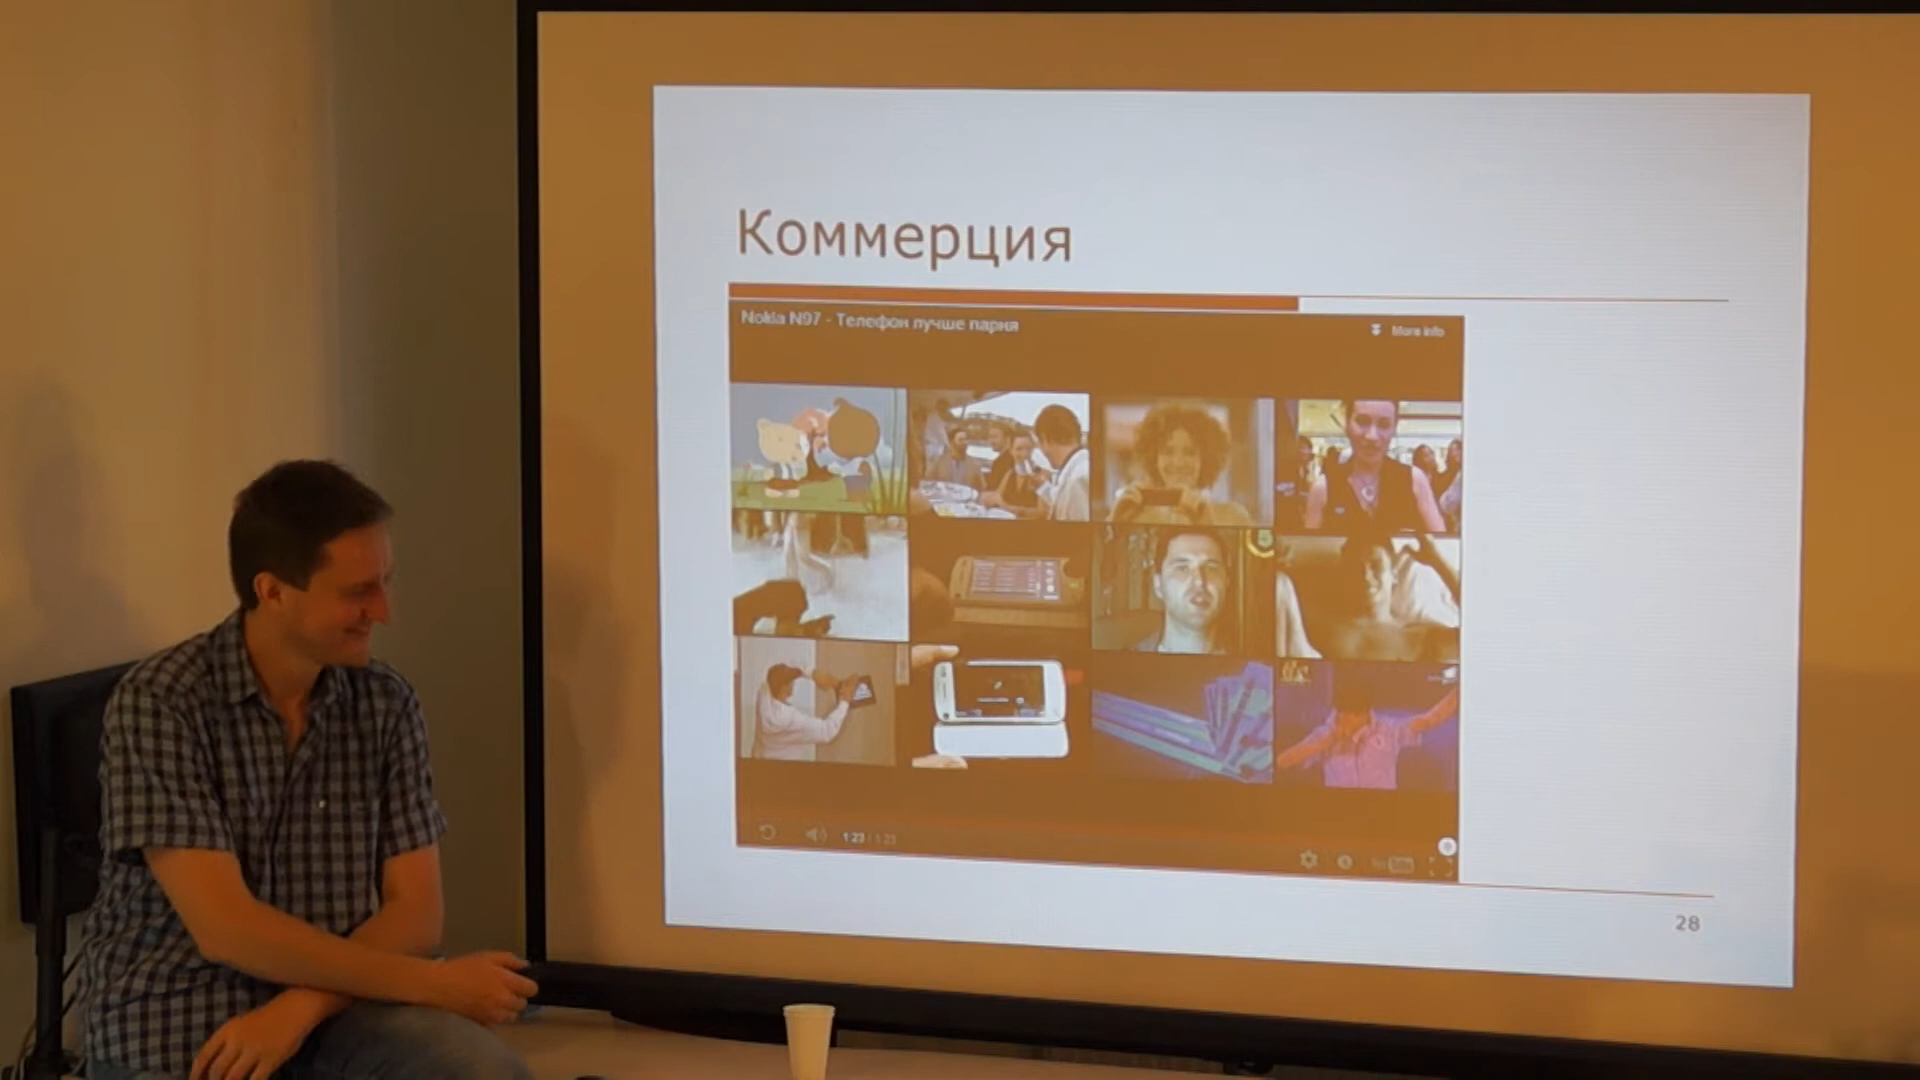 Коммерция
Nokia N97 - Телефон лучше парня
More info
1:23 / 1:23
28